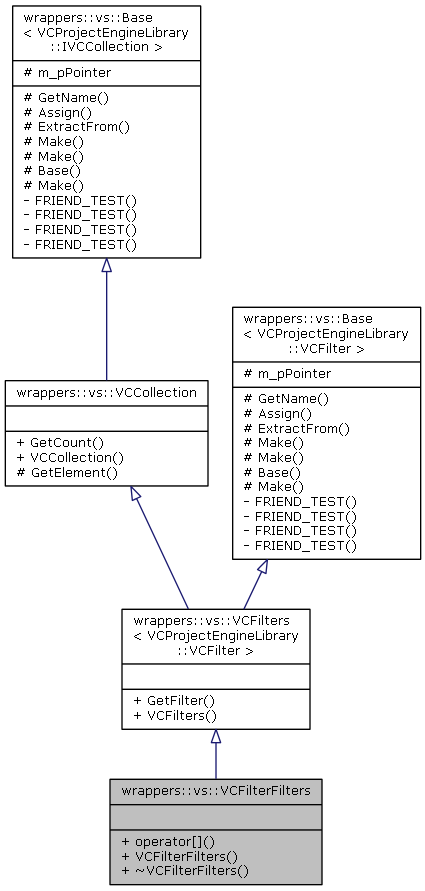 wrappers::vs::Base
< VCProjectEngineLibrary
::IVCCollection >
# m_pPointer
# GetName()
# Assign()
# ExtractFrom()
# Make()
# Make()
# Base()
# Make()
- FRIEND_TEST()
- FRIEND_TEST()
- FRIEND_TEST()
- FRIEND_TEST()
wrappers::vs::Base
< VCProjectEngineLibrary
::VCFilter >
# m_pPointer
# GetName()
# Assign()
# ExtractFrom()
# Make()
# Make()
# Base()
# Make()
- FRIEND_TEST()
- FRIEND_TEST()
- FRIEND_TEST()
- FRIEND_TEST()
wrappers::vs::VCCollection
+ GetCount()
+ VCCollection()
# GetElement()
wrappers::vs::VCFilters
< VCProjectEngineLibrary
::VCFilter >
+ GetFilter()
+ VCFilters()
wrappers::vs::VCFilterFilters
+ operator[]()
+ VCFilterFilters()
+ ~VCFilterFilters()